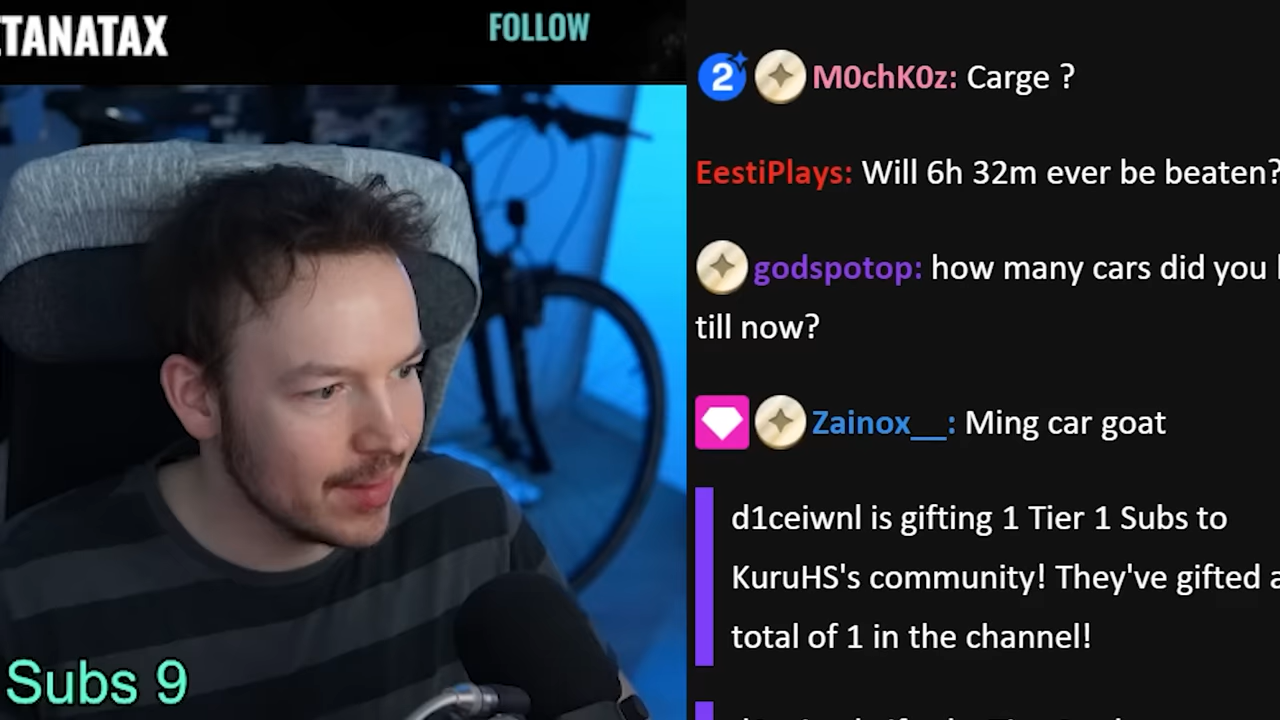 TANATAX
FOLLOW
2 M0chK0z: Carge ?
EestiPlays: Will 6h 32m ever be beaten?
godspotop: how many cars did you
till now?
Zainox__: Ming car goat
d1ceiwnl is gifting 1 Tier 1 Subs to
KuruHS's community! They've gifted a
total of 1 in the channel!
Subs 9